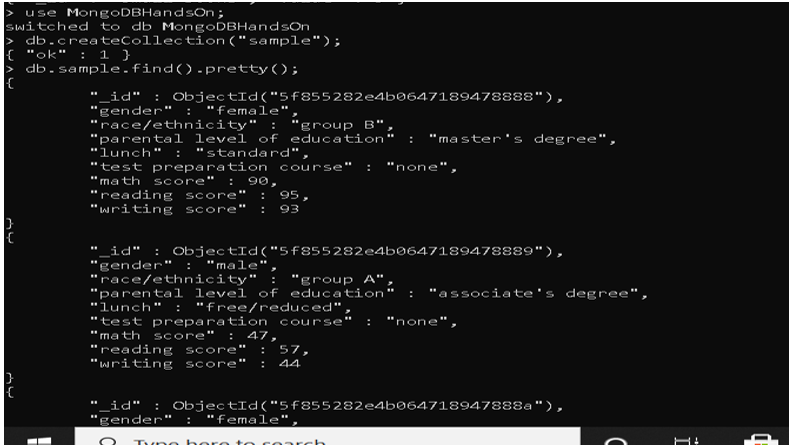 > use MongoDBHandsOn;
switched to db MongoDBHandsOn
> db.createCollection("sample");
{ "ok" : 1 }
> db.sample.find().pretty();
{
"_id" : ObjectId("5f855282e4b0647189478888"),
"gender" : "female",
"race/ethnicity" : "group B",
"parental level of education" : "master's degree",
"lunch" : "standard",
"test preparation course" : "none",
"math score" : 90,
"reading score" : 95,
"writing score" : 93
}
{
"_id" : ObjectId("5f855282e4b0647189478889"),
"gender" : "male",
"race/ethnicity" : "group A",
"parental level of education" : "associate's degree",
"lunch" : "free/reduced",
"test preparation course" : "none",
"math score" : 47,
"reading score" : 57,
"writing score" : 44
}
{
"_id" : ObjectId("5f855282e4b064718947888a"),
"gender" : "female",
Type here to search